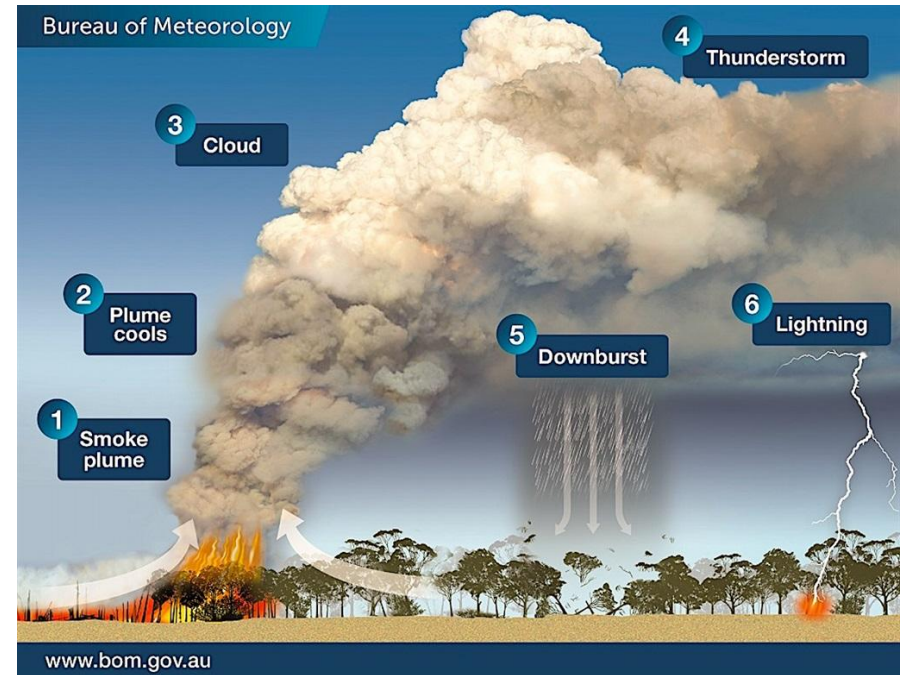 Bureau of Meteorology
4
Thunderstorm
3
Cloud
2
Plume
cools
6
Lightning
5
Downburst
1
Smoke
plume
www.bom.gov.au